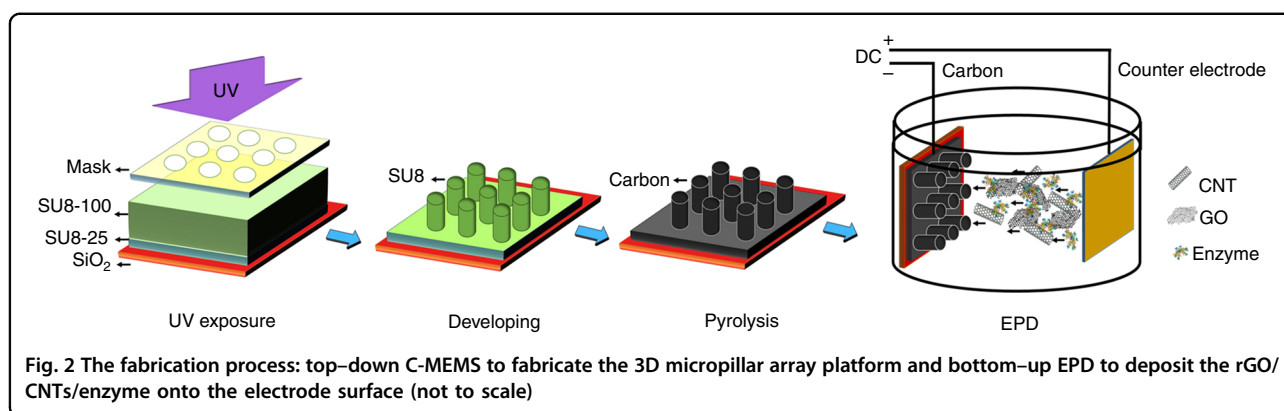 UV
Mask
SU8-100
SU8-25
SiO₂
UV exposure
SU8
Developing
Carbon
Pyrolysis
DC
+
−
Carbon
Counter electrode
CNT
GO
Enzyme
EPD
Fig. 2 The fabrication process: top–down C-MEMS to fabricate the 3D micropillar array platform and bottom–up EPD to deposit the rGO/
CNTs/enzyme onto the electrode surface (not to scale)